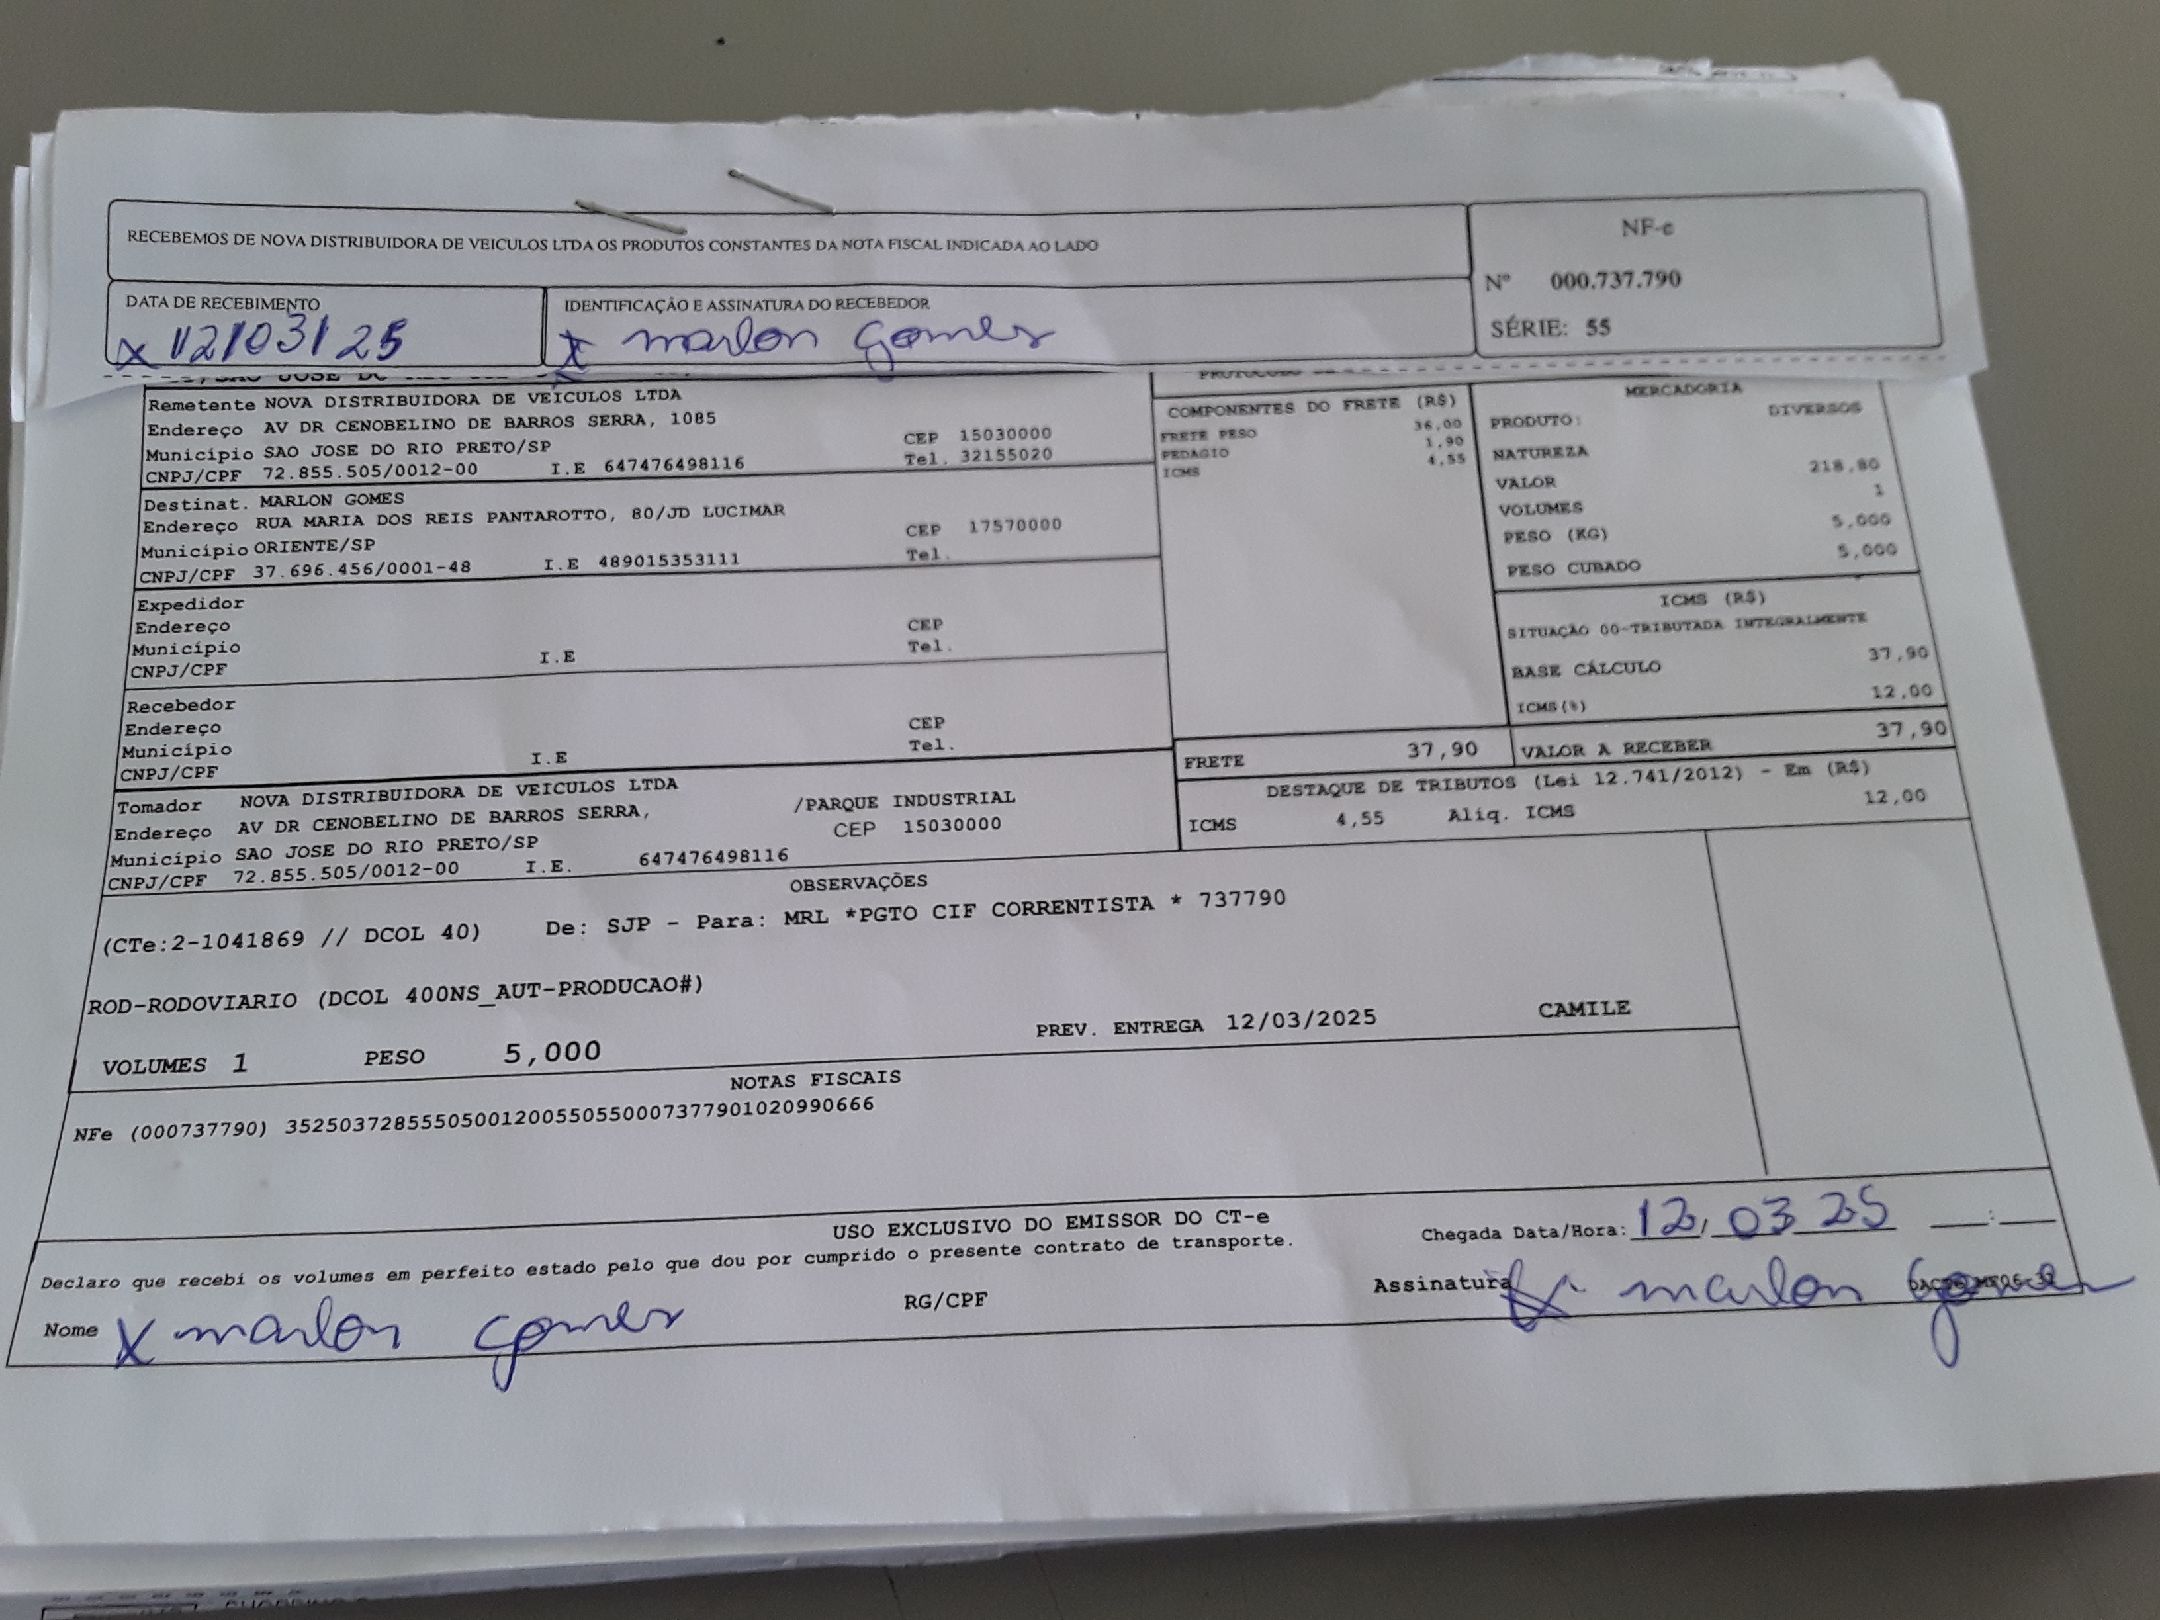 RECEBEMOS DE NOVA DISTRIBUIDORA DE VEICULOS LTDA OS PRODUTOS CONSTANTES DA NOTA FISCAL INDICADA AO LADO
NF-e
Nº 000.737.790
SÉRIE: 55
DATA DE RECEBIMENTO
x 12/03/25
IDENTIFICAÇÃO E ASSINATURA DO RECEBEDOR
x marlon gomes
Remetente NOVA DISTRIBUIDORA DE VEICULOS LTDA
Endereço AV DR CENOBELINO DE BARROS SERRA, 1085
CEP 15030000
Município SAO JOSE DO RIO PRETO/SP
Tel. 32155020
CNPJ/CPF 72.855.505/0012-00 I.E 647476498116
Destinat. MARLON GOMES
Endereço RUA MARIA DOS REIS PANTAROTTO, 80/JD LUCIMAR
CEP 17570000
Município ORIENTE/SP
Tel.
CNPJ/CPF 37.696.456/0001-48 I.E 489015353111
Expedidor
Endereço CEP
Município Tel.
CNPJ/CPF I.E
Recebedor
Endereço CEP
Município Tel.
CNPJ/CPF I.E
Tomador NOVA DISTRIBUIDORA DE VEICULOS LTDA
Endereço AV DR CENOBELINO DE BARROS SERRA, /PARQUE INDUSTRIAL
Município SAO JOSE DO RIO PRETO/SP CEP 15030000
CNPJ/CPF 72.855.505/0012-00 I.E. 647476498116
COMPONENTES DO FRETE (R$)
FRETE PESO 36,00
PEDAGIO 1,90
ICMS 4,55
MERCADORIA
PRODUTO: DIVERSOS
NATUREZA
VALOR 218,80
VOLUMES 1
PESO (KG) 5,000
PESO CUBADO 5,000
ICMS (R$)
SITUAÇÃO 00-TRIBUTADA INTEGRALMENTE
BASE CÁLCULO 37,90
ICMS(%) 12,00
FRETE 37,90
VALOR A RECEBER 37,90
DESTAQUE DE TRIBUTOS (Lei 12.741/2012) - Em (R$)
ICMS 4,55 Aliq. ICMS 12,00
OBSERVAÇÕES
(CTe:2-1041869 // DCOL 40) De: SJP - Para: MRL *PGTO CIF CORRENTISTA * 737790
ROD-RODOVIARIO (DCOL 400NS_AUT-PRODUCAO#)
VOLUMES 1 PESO 5,000 PREV. ENTREGA 12/03/2025 CAMILE
NOTAS FISCAIS
NFe (000737790) 35250372855505001200550550007377901020990666
USO EXCLUSIVO DO EMISSOR DO CT-e
Declaro que recebi os volumes em perfeito estado pelo que dou por cumprido o presente contrato de transporte.
Chegada Data/Hora: 12, 03 25 ___:___
Nome x marlon gomes
RG/CPF
Assinatura x marlon Gomes